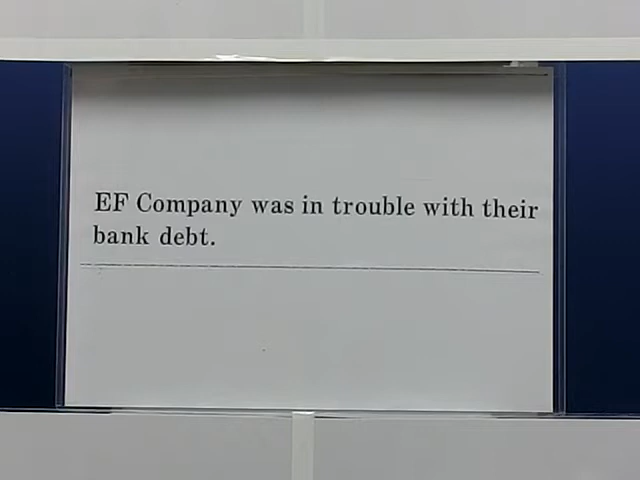 EF Company was in trouble with their
bank debt.